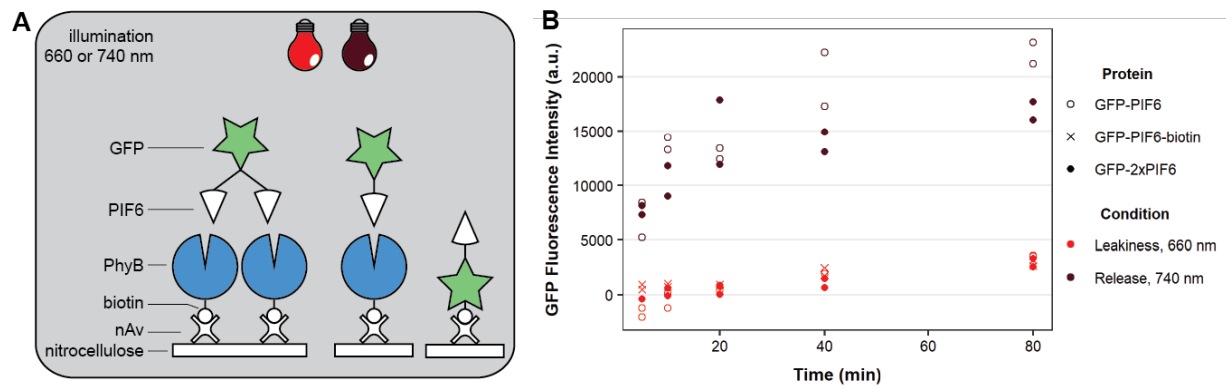 A
illumination
660 or 740 nm
GFP
PIF6
PhyB
biotin
nAv
nitrocellulose
B
GFP Fluorescence Intensity (a.u.)
20000
15000
10000
5000
0
20
40
60
80
Time (min)
Protein
GFP-PIF6
GFP-PIF6-biotin
GFP-2xPIF6
Condition
Leakiness, 660 nm
Release, 740 nm